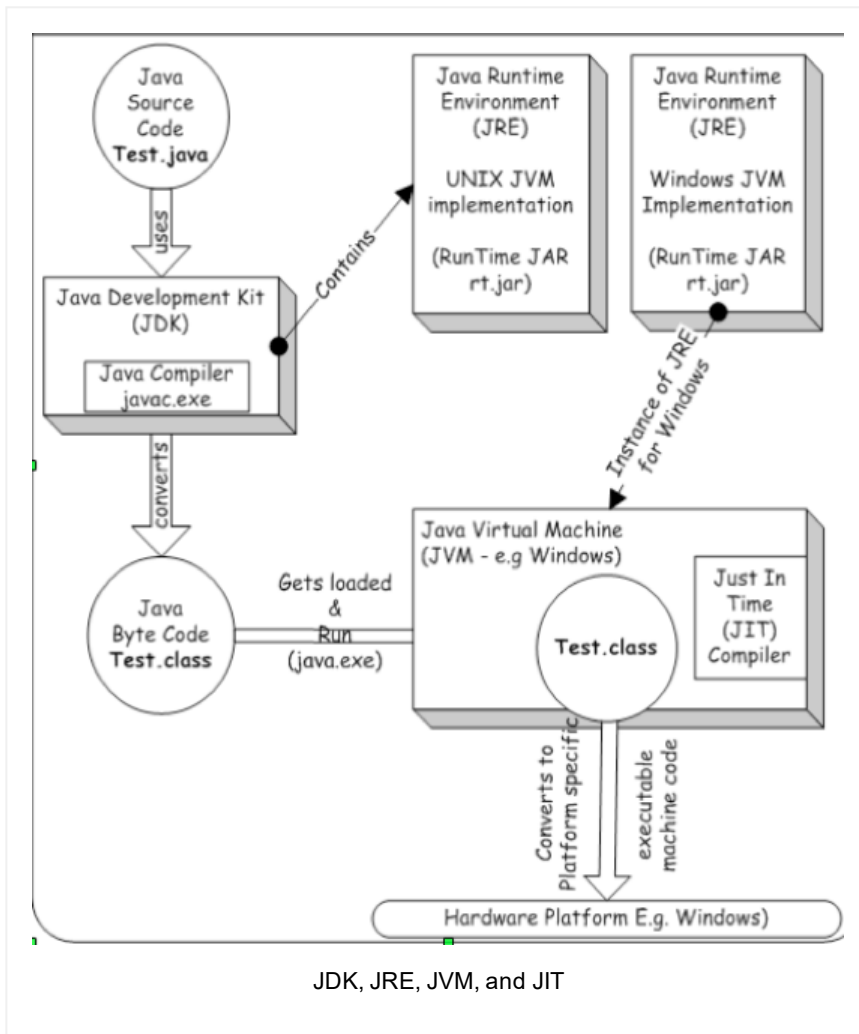 Java
Source
Code
Test.java
uses
Java Development Kit
(JDK)
Java Compiler
javac.exe
Contains
Java Runtime
Environment
(JRE)
UNIX JVM
implementation
(RunTime JAR
rt.jar)
Java Runtime
Environment
(JRE)
Windows JVM
Implementation
(RunTime JAR
rt.jar)
Instance of JRE
for Windows
converts
Java
Byte Code
Test.class
Gets loaded
&
Run
(java.exe)
Java Virtual Machine
(JVM - e.g Windows)
Test.class
Just In
Time
(JIT)
Compiler
Converts to
Platform specific
executable
machine code
Hardware Platform E.g. Windows)
JDK, JRE, JVM, and JIT